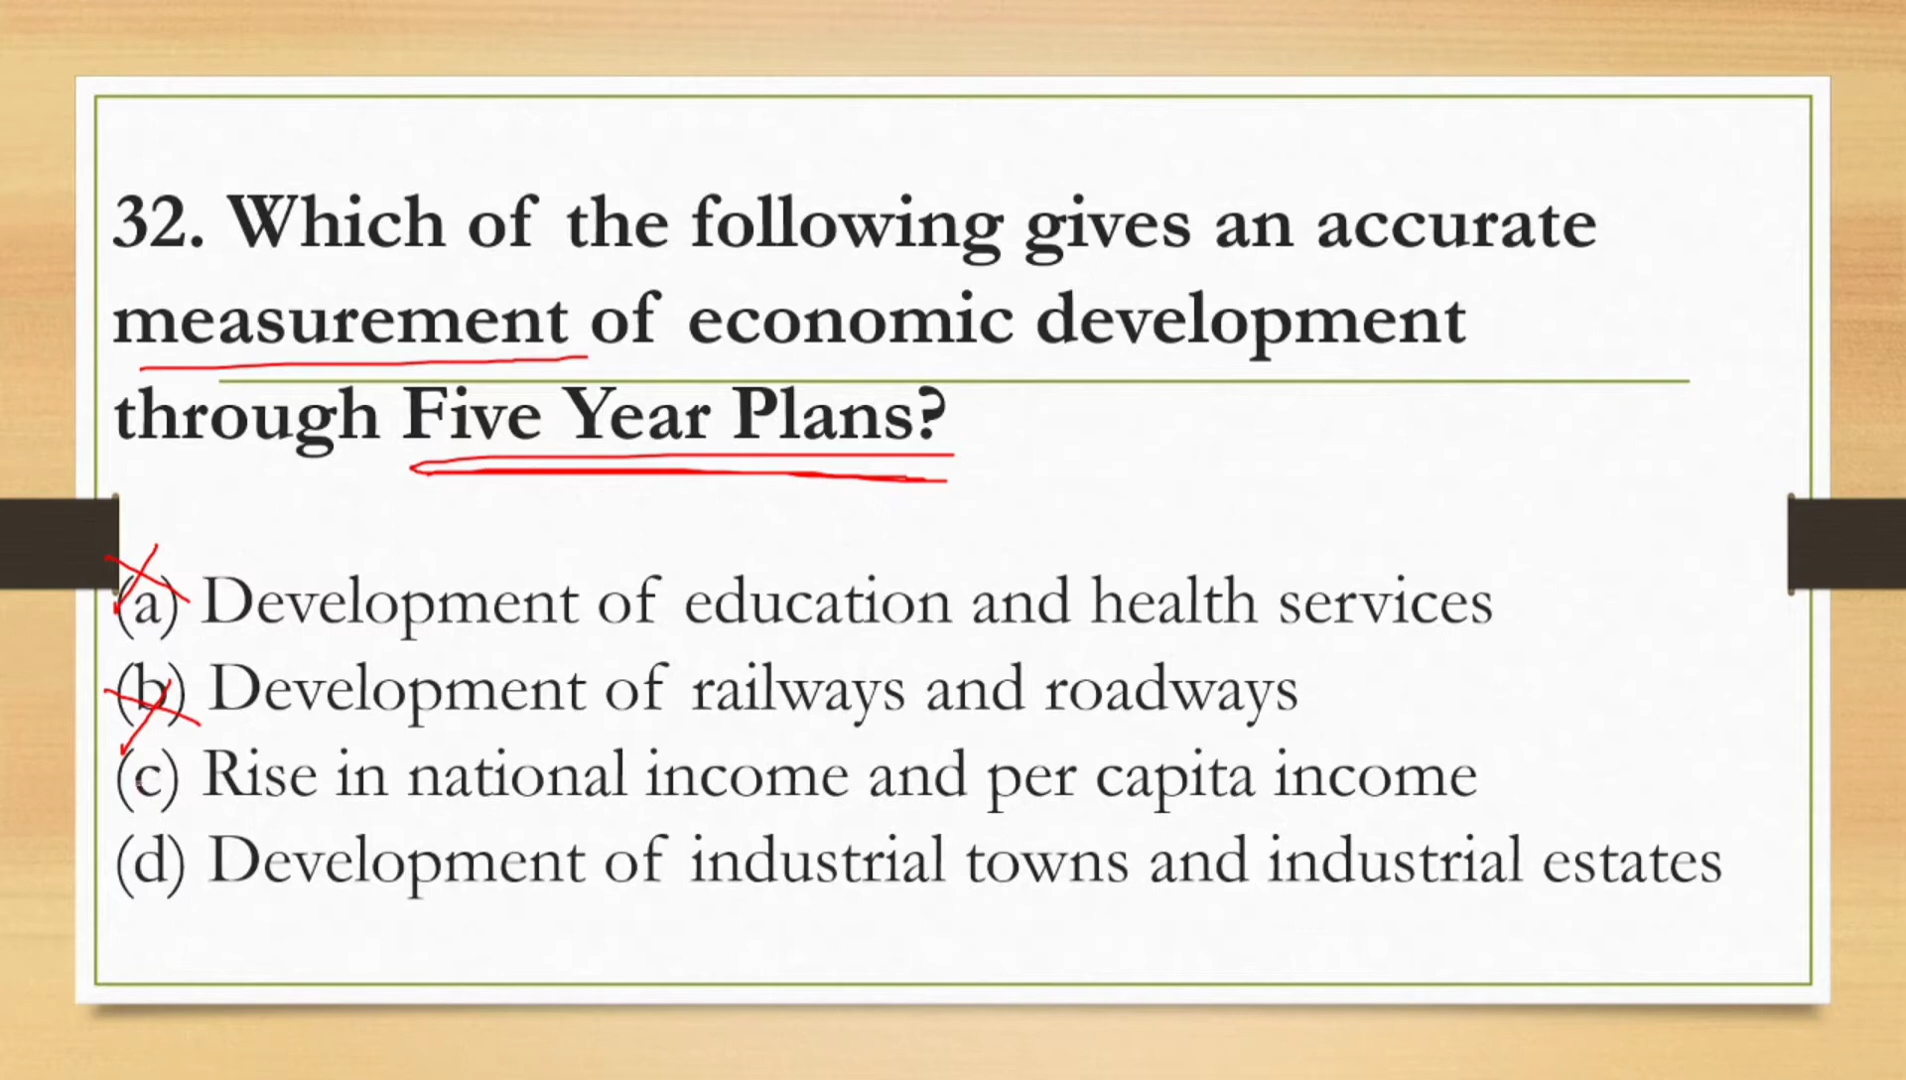 32. Which of the following gives an accurate
measurement of economic development
through Five Year Plans?
(a) Development of education and health services
(b) Development of railways and roadways
(c) Rise in national income and per capita income
(d) Development of industrial towns and industrial estates